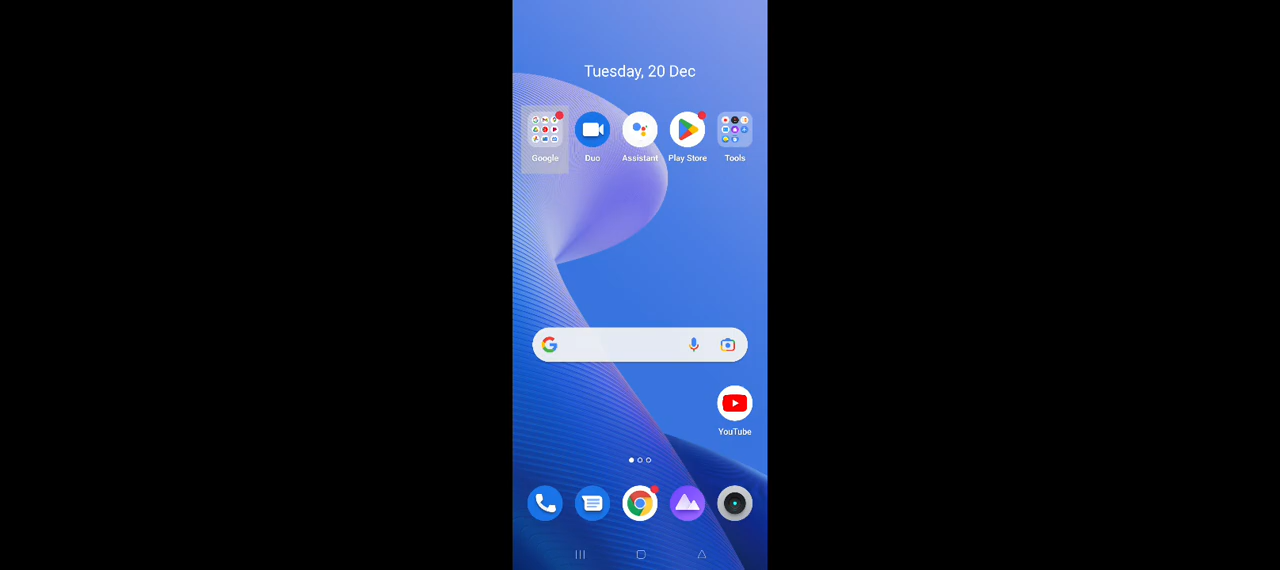 Tuesday, 20 Dec
Google
Duo
Assistant
Play Store
Tools
YouTube